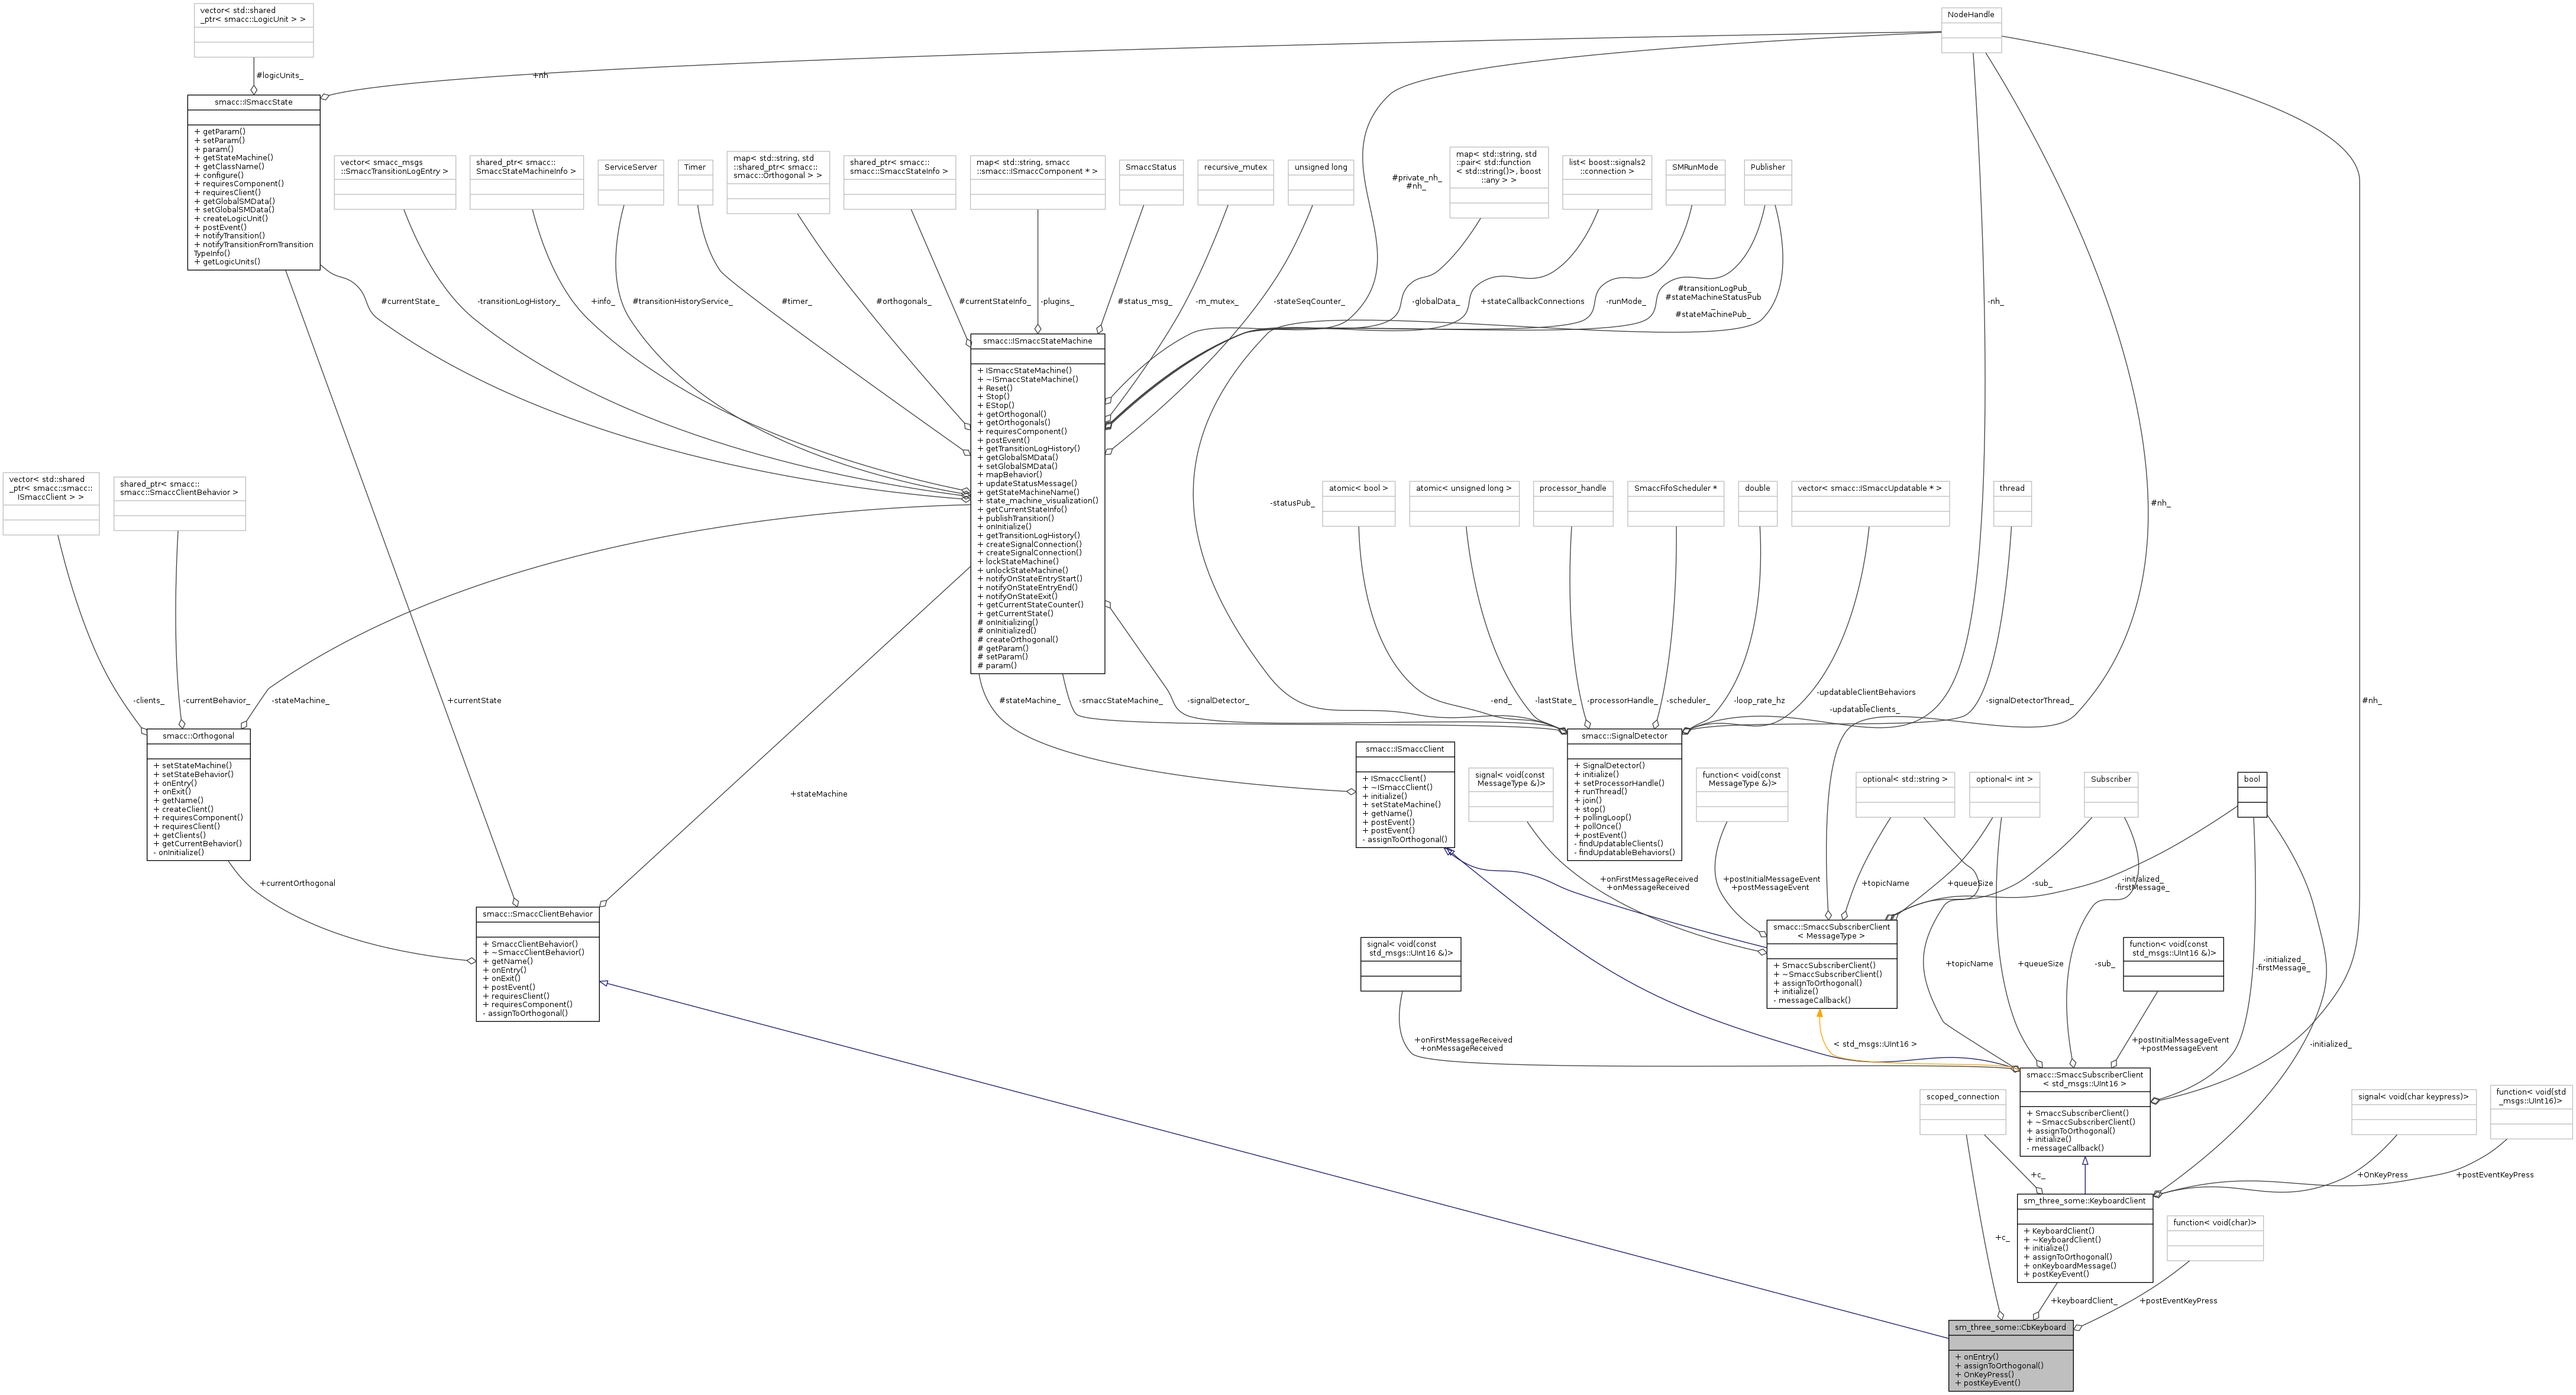 vector< std::shared
_ptr< smacc::LogicUnit > >
NodeHandle
#logicUnits_
+nh
smacc::ISmaccState
+ getParam()
+ setParam()
+ param()
+ getStateMachine()
+ getClassName()
+ configure()
+ requiresComponent()
+ requiresClient()
+ getGlobalSMData()
+ setGlobalSMData()
+ createLogicUnit()
+ postEvent()
+ notifyTransition()
+ notifyTransitionFromTransition
TypeInfo()
+ getLogicUnits()
vector< smacc_msgs
::SmaccTransitionLogEntry >
shared_ptr< smacc::
SmaccStateMachineInfo >
ServiceServer
Timer
map< std::string, std
::shared_ptr< smacc::
smacc::Orthogonal > >
shared_ptr< smacc::
smacc::SmaccStateInfo >
map< std::string, smacc
::smacc::ISmaccComponent * >
SmaccStatus
recursive_mutex
unsigned long
#private_nh_
#nh_
map< std::string, std
::pair< std::function
< std::string()>, boost
::any > >
list< boost::signals2
::connection >
SMRunMode
Publisher
#currentState_
-transitionLogHistory_
+info_
#transitionHistoryService_
#timer_
#orthogonals_
#currentStateInfo_
-plugins_
#status_msg_
-m_mutex_
-stateSeqCounter_
-globalData_
+stateCallbackConnections
-runMode_
#transitionLogPub_
#stateMachineStatusPub
_
#stateMachinePub_
-nh_
smacc::ISmaccStateMachine
+ ISmaccStateMachine()
+ ~ISmaccStateMachine()
+ Reset()
+ Stop()
+ EStop()
+ getOrthogonal()
+ getOrthogonals()
+ requiresComponent()
+ postEvent()
+ getTransitionLogHistory()
+ getGlobalSMData()
+ setGlobalSMData()
+ mapBehavior()
+ updateStatusMessage()
+ getStateMachineName()
+ state_machine_visualization()
+ getCurrentStateInfo()
+ publishTransition()
+ onInitialize()
+ getTransitionLogHistory()
+ createSignalConnection()
+ createSignalConnection()
+ lockStateMachine()
+ unlockStateMachine()
+ notifyOnStateEntryStart()
+ notifyOnStateEntryEnd()
+ notifyOnStateExit()
+ getCurrentStateCounter()
+ getCurrentState()
# onInitializing()
# onInitialized()
# createOrthogonal()
# getParam()
# setParam()
# param()
vector< std::shared
_ptr< smacc::smacc::
ISmaccClient > >
shared_ptr< smacc::
smacc::SmaccClientBehavior >
-statusPub_
atomic< bool >
atomic< unsigned long >
processor_handle
SmaccFifoScheduler *
double
vector< smacc::ISmaccUpdatable * >
thread
#nh_
-clients_
-currentBehavior_
-stateMachine_
+currentState
#stateMachine_
-smaccStateMachine_
-signalDetector_
-end_
-lastState_
-processorHandle_
-scheduler_
-loop_rate_hz
-updatableClientBehaviors
_
-updatableClients_
-signalDetectorThread_
#nh_
smacc::Orthogonal
+ setStateMachine()
+ setStateBehavior()
+ onEntry()
+ onExit()
+ getName()
+ createClient()
+ requiresComponent()
+ requiresClient()
+ getClients()
+ getCurrentBehavior()
- onInitialize()
+stateMachine
smacc::ISmaccClient
+ ISmaccClient()
+ ~ISmaccClient()
+ initialize()
+ setStateMachine()
+ getName()
+ postEvent()
+ postEvent()
- assignToOrthogonal()
signal< void(const
MessageType &)>
smacc::SignalDetector
+ SignalDetector()
+ initialize()
+ setProcessorHandle()
+ runThread()
+ join()
+ stop()
+ pollingLoop()
+ pollOnce()
+ postEvent()
- findUpdatableClients()
- findUpdatableBehaviors()
function< void(const
MessageType &)>
optional< std::string >
optional< int >
Subscriber
bool
+currentOrthogonal
+onFirstMessageReceived
+onMessageReceived
+postInitialMessageEvent
+postMessageEvent
+topicName
+queueSize
-sub_
-initialized_
-firstMessage_
smacc::SmaccClientBehavior
+ SmaccClientBehavior()
+ ~SmaccClientBehavior()
+ getName()
+ onEntry()
+ onExit()
+ postEvent()
+ requiresClient()
+ requiresComponent()
- assignToOrthogonal()
signal< void(const
std_msgs::UInt16 &)>
smacc::SmaccSubscriberClient
< MessageType >
+ SmaccSubscriberClient()
+ ~SmaccSubscriberClient()
+ assignToOrthogonal()
+ initialize()
- messageCallback()
+topicName
+queueSize
-sub_
function< void(const
std_msgs::UInt16 &)>
-initialized_
-firstMessage_
+onFirstMessageReceived
+onMessageReceived
< std_msgs::UInt16 >
+postInitialMessageEvent
+postMessageEvent
-initialized_
smacc::SmaccSubscriberClient
< std_msgs::UInt16 >
+ SmaccSubscriberClient()
+ ~SmaccSubscriberClient()
+ assignToOrthogonal()
+ initialize()
- messageCallback()
scoped_connection
signal< void(char keypress)>
function< void(std
_msgs::UInt16)>
+c_
+OnKeyPress
+postEventKeyPress
sm_three_some::KeyboardClient
+ KeyboardClient()
+ ~KeyboardClient()
+ initialize()
+ assignToOrthogonal()
+ onKeyboardMessage()
+ postKeyEvent()
function< void(char)>
+c_
+keyboardClient_
+postEventKeyPress
sm_three_some::CbKeyboard
+ onEntry()
+ assignToOrthogonal()
+ OnKeyPress()
+ postKeyEvent()